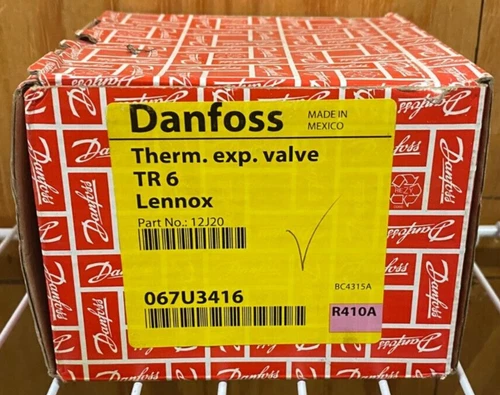 Danfoss
MADE IN
MEXICO
Therm. exp. valve
TR 6
Lennox
Part No.: 12J20
BC4315A
067U3416
R410A